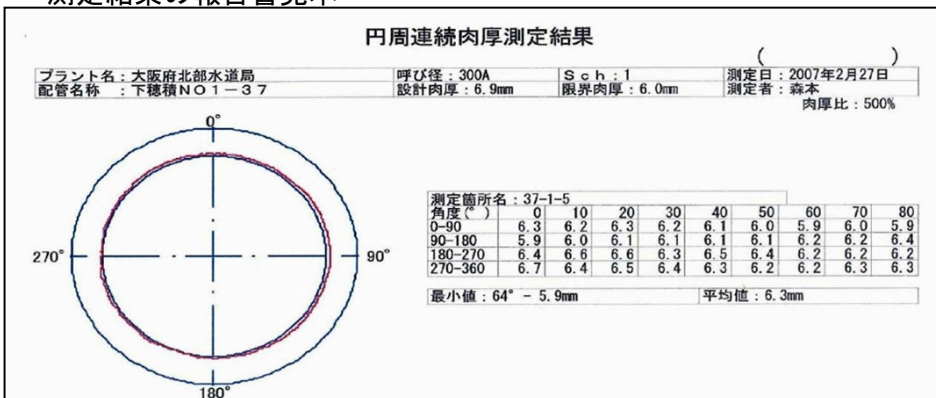 測定結果の報告書見本
円周連続肉厚測定結果
( )
プラント名:大阪府北部水道局 呼び径:300A Sch:1 測定日:2007年2月27日
配管名称 :下穂積NO1-37 設計肉厚:6.9mm 限界肉厚:6.0mm 測定者:森本
肉厚比:500%
0°
270°
90°
180°
測定箇所名:37-1-5
角度(°) 0 10 20 30 40 50 60 70 80
0-90 6.3 6.2 6.3 6.2 6.1 6.0 5.9 6.0 5.9
90-180 5.9 6.0 6.1 6.1 6.1 6.1 6.2 6.2 6.4
180-270 6.4 6.6 6.6 6.3 6.5 6.4 6.2 6.2 6.2
270-360 6.7 6.4 6.5 6.4 6.3 6.2 6.2 6.3 6.3
最小値:64° - 5.9mm 平均値:6.3mm